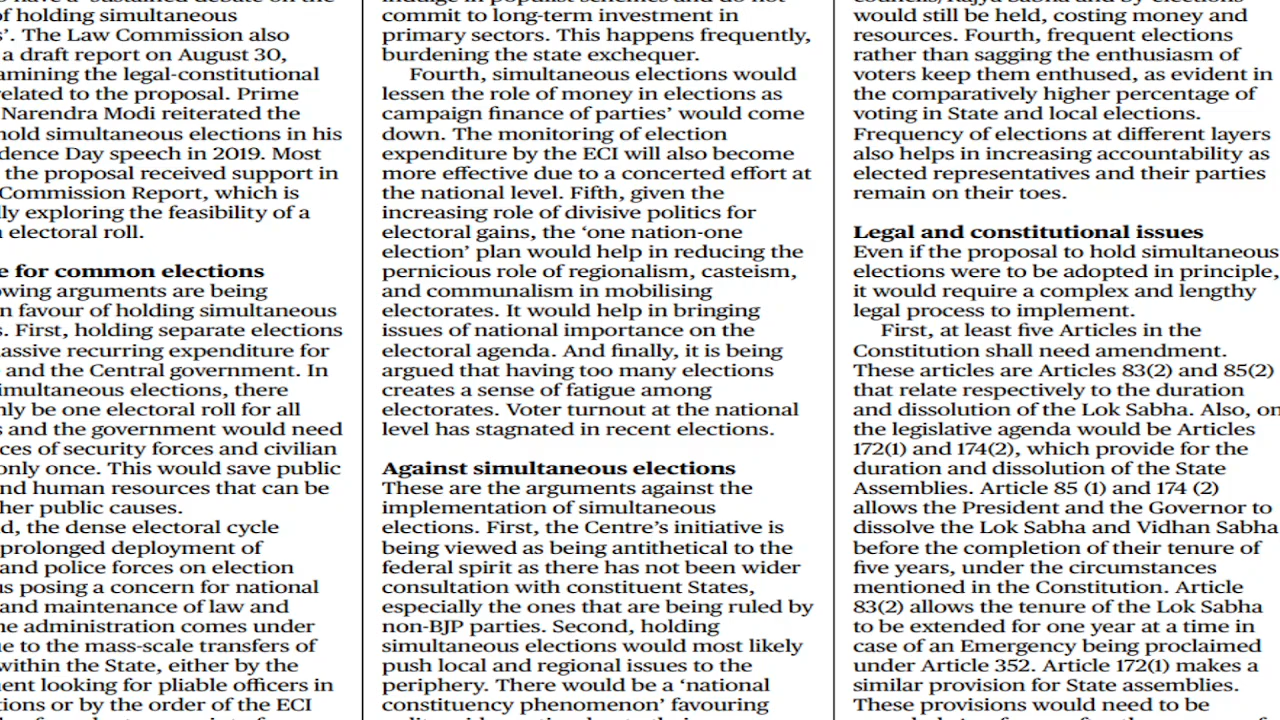 of holding simultaneous
s'. The Law Commission also
a draft report on August 30,
amining the legal-constitutional
related to the proposal. Prime
Narendra Modi reiterated the
hold simultaneous elections in his
dence Day speech in 2019. Most
the proposal received support in
Commission Report, which is
lly exploring the feasibility of a
electoral roll.
e for common elections
owing arguments are being
n favour of holding simultaneous
s. First, holding separate elections
assive recurring expenditure for
and the Central government. In
imultaneous elections, there
nly be one electoral roll for all
s and the government would need
ces of security forces and civilian
only once. This would save public
nd human resources that can be
her public causes.
d, the dense electoral cycle
prolonged deployment of
and police forces on election
us posing a concern for national
and maintenance of law and
he administration comes under
ue to the mass-scale transfers of
within the State, either by the
ent looking for pliable officers in
tions or by the order of the ECI
indulge in populist schemes and do not
commit to long-term investment in
primary sectors. This happens frequently,
burdening the state exchequer.
Fourth, simultaneous elections would
lessen the role of money in elections as
campaign finance of parties’ would come
down. The monitoring of election
expenditure by the ECI will also become
more effective due to a concerted effort at
the national level. Fifth, given the
increasing role of divisive politics for
electoral gains, the ‘one nation-one
election’ plan would help in reducing the
pernicious role of regionalism, casteism,
and communalism in mobilising
electorates. It would help in bringing
issues of national importance on the
electoral agenda. And finally, it is being
argued that having too many elections
creates a sense of fatigue among
electorates. Voter turnout at the national
level has stagnated in recent elections.
Against simultaneous elections
These are the arguments against the
implementation of simultaneous
elections. First, the Centre’s initiative is
being viewed as being antithetical to the
federal spirit as there has not been wider
consultation with constituent States,
especially the ones that are being ruled by
non-BJP parties. Second, holding
simultaneous elections would most likely
push local and regional issues to the
periphery. There would be a ‘national
constituency phenomenon’ favouring
would still be held, costing money and
resources. Fourth, frequent elections
rather than sagging the enthusiasm of
voters keep them enthused, as evident in
the comparatively higher percentage of
voting in State and local elections.
Frequency of elections at different layers
also helps in increasing accountability as
elected representatives and their parties
remain on their toes.
Legal and constitutional issues
Even if the proposal to hold simultaneous
elections were to be adopted in principle,
it would require a complex and lengthy
legal process to implement.
First, at least five Articles in the
Constitution shall need amendment.
These articles are Articles 83(2) and 85(2)
that relate respectively to the duration
and dissolution of the Lok Sabha. Also, on
the legislative agenda would be Articles
172(1) and 174(2), which provide for the
duration and dissolution of the State
Assemblies. Article 85 (1) and 174 (2)
allows the President and the Governor to
dissolve the Lok Sabha and Vidhan Sabha
before the completion of their tenure of
five years, under the circumstances
mentioned in the Constitution. Article
83(2) allows the tenure of the Lok Sabha
to be extended for one year at a time in
case of an Emergency being proclaimed
under Article 352. Article 172(1) makes a
similar provision for State assemblies.
These provisions would need to be